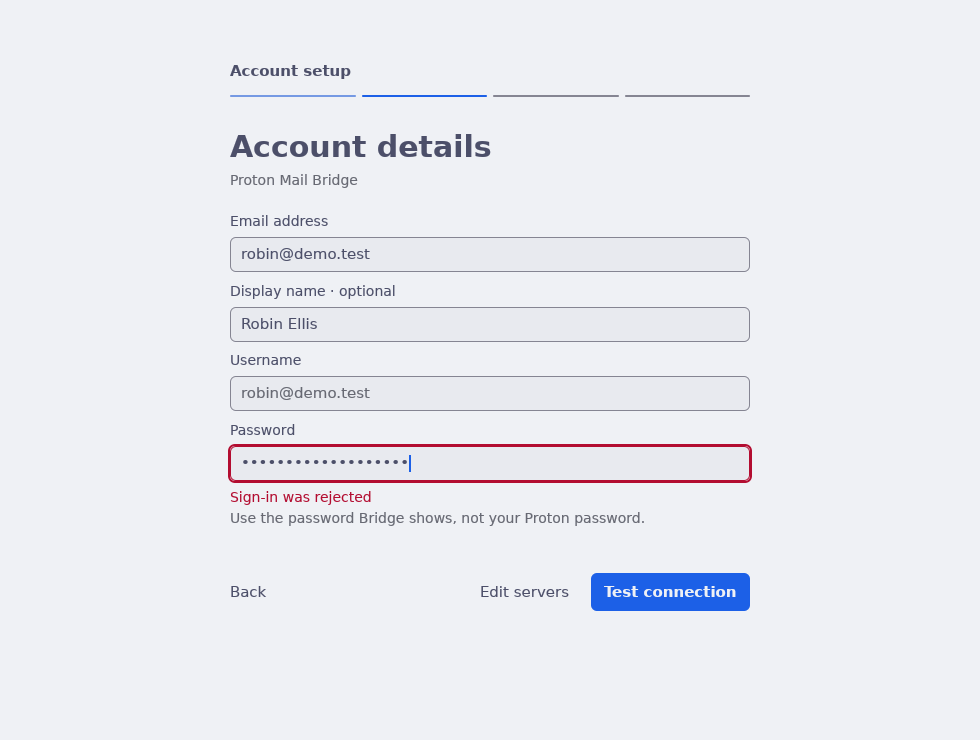 Account setup
Account details
Proton Mail Bridge
Email address
robin@demo.test
Display name · optional
Robin Ellis
Username
robin@demo.test
Password
•••••••••••••••••••
Sign-in was rejected
Use the password Bridge shows, not your Proton password.
Back
Edit servers
Test connection